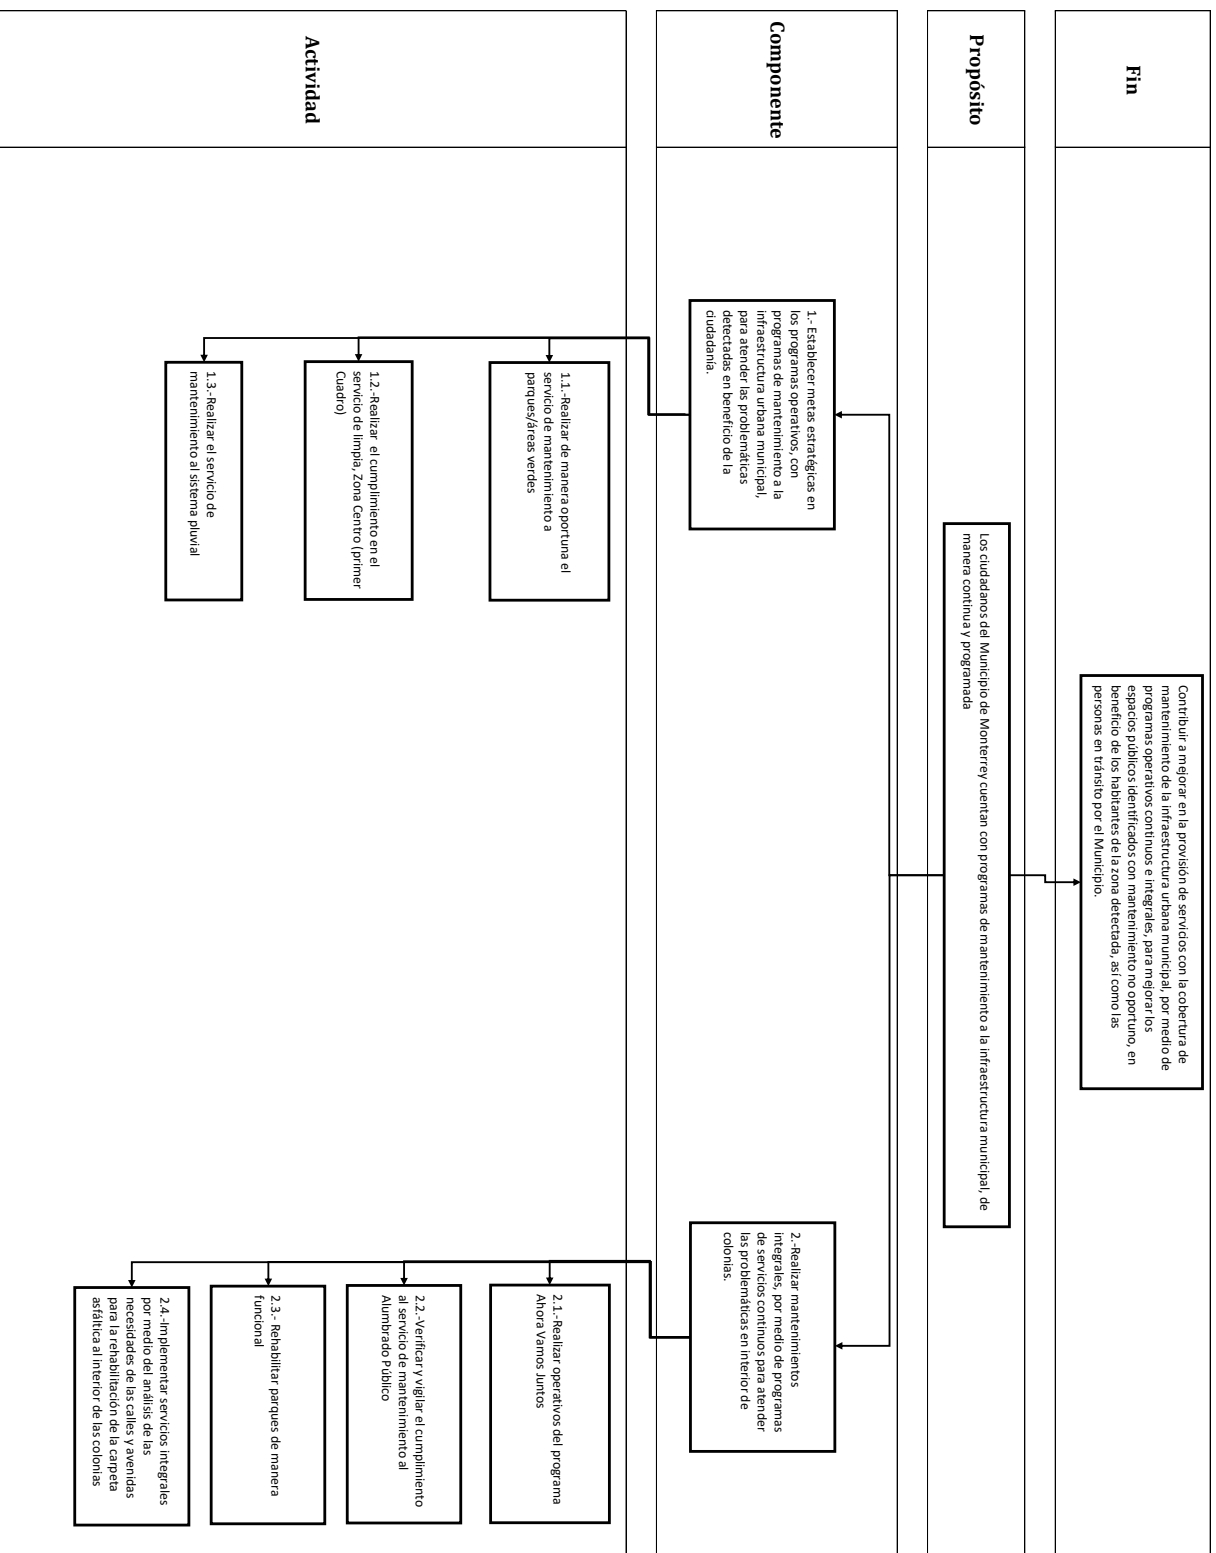 Fin
Contribuir a mejorar en la provisión de servicios con la cobertura de
mantenimiento de la infraestructura urbana municipal, por medio de
programas operativos continuos e integrales, para mejorar los
espacios públicos identificados con mantenimiento no oportuno, en
beneficio de los habitantes de la zona detectada, así como las
personas en tránsito por el Municipio.
Propósito
Los ciudadanos del Municipio de Monterrey cuentan con programas de mantenimiento a la infraestructura municipal, de
manera continua y programada
Componente
1.- Establecer metas estratégicas en
los programas operativos, con
programas de mantenimiento a la
infraestructura urbana municipal,
para atender las problemáticas
detectadas en beneficio de la
ciudadanía.
2.-Realizar mantenimientos
integrales, por medio de programas
de servicios continuos para atender
las problemáticas en interior de
colonias.
Actividad
1.1.-Realizar de manera oportuna el
servicio de mantenimiento a
parques/áreas verdes
1.2.-Realizar el cumplimiento en el
servicio de limpia, Zona Centro (primer
Cuadro)
1.3.-Realizar el servicio de
mantenimiento al sistema pluvial
2.1.-Realizar operativos del programa
Ahora Vamos Juntos
2.2.-Verificar y vigilar el cumplimiento
al servicio de mantenimiento al
Alumbrado Público
2.3.- Rehabilitar parques de manera
funcional
2.4.-Implementar servicios integrales
por medio del análisis de las
necesidades de las calles y avenidas
para la rehabilitación de la carpeta
asfáltica al interior de las colonias